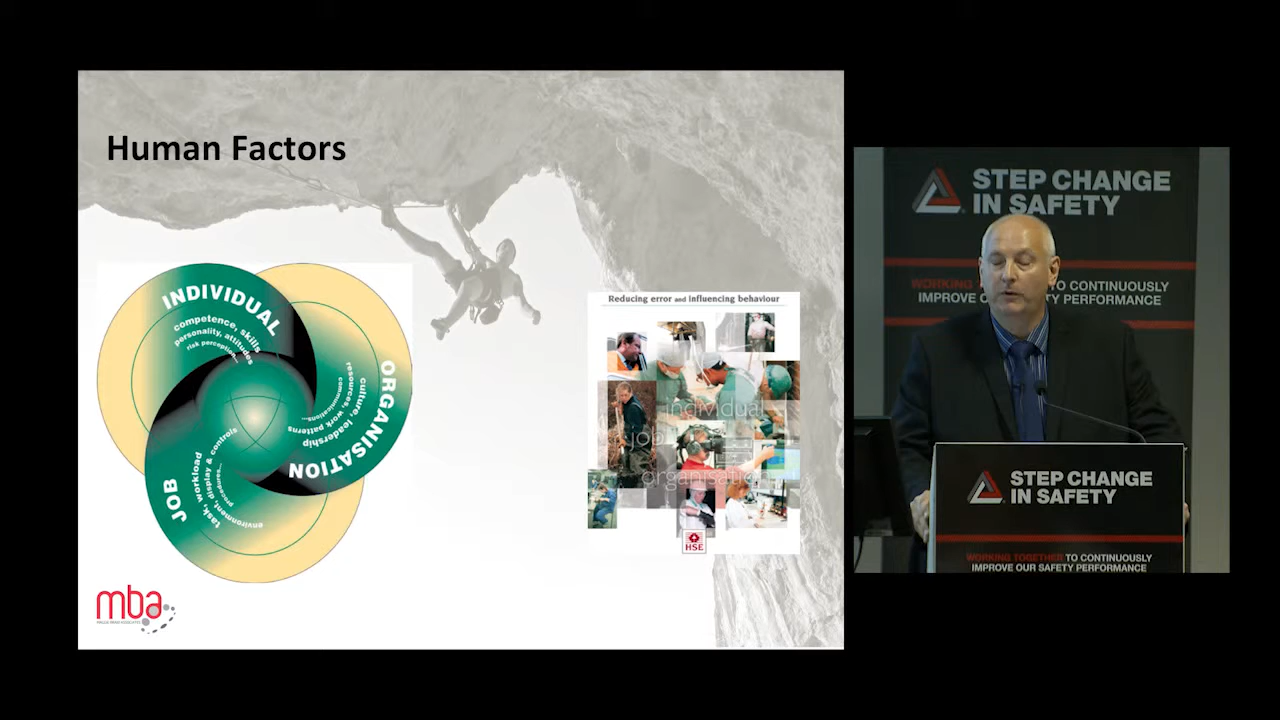 Human Factors
INDIVIDUAL
competence, skills
personality, attitudes
risk perception...
ORGANISATION
culture, leadership
resources, work patterns
communications...
JOB
task, workload
environment, display & controls
procedures...
mba
Reducing error and influencing behaviour
individual
job
organisation
HSE
STEP CHANGE
IN SAFETY
WORKING TO CONTINUOUSLY
IMPROVE OUR SAFETY PERFORMANCE
STEP CHANGE
IN SAFETY
WORKING TOGETHER TO CONTINUOUSLY
IMPROVE OUR SAFETY PERFORMANCE